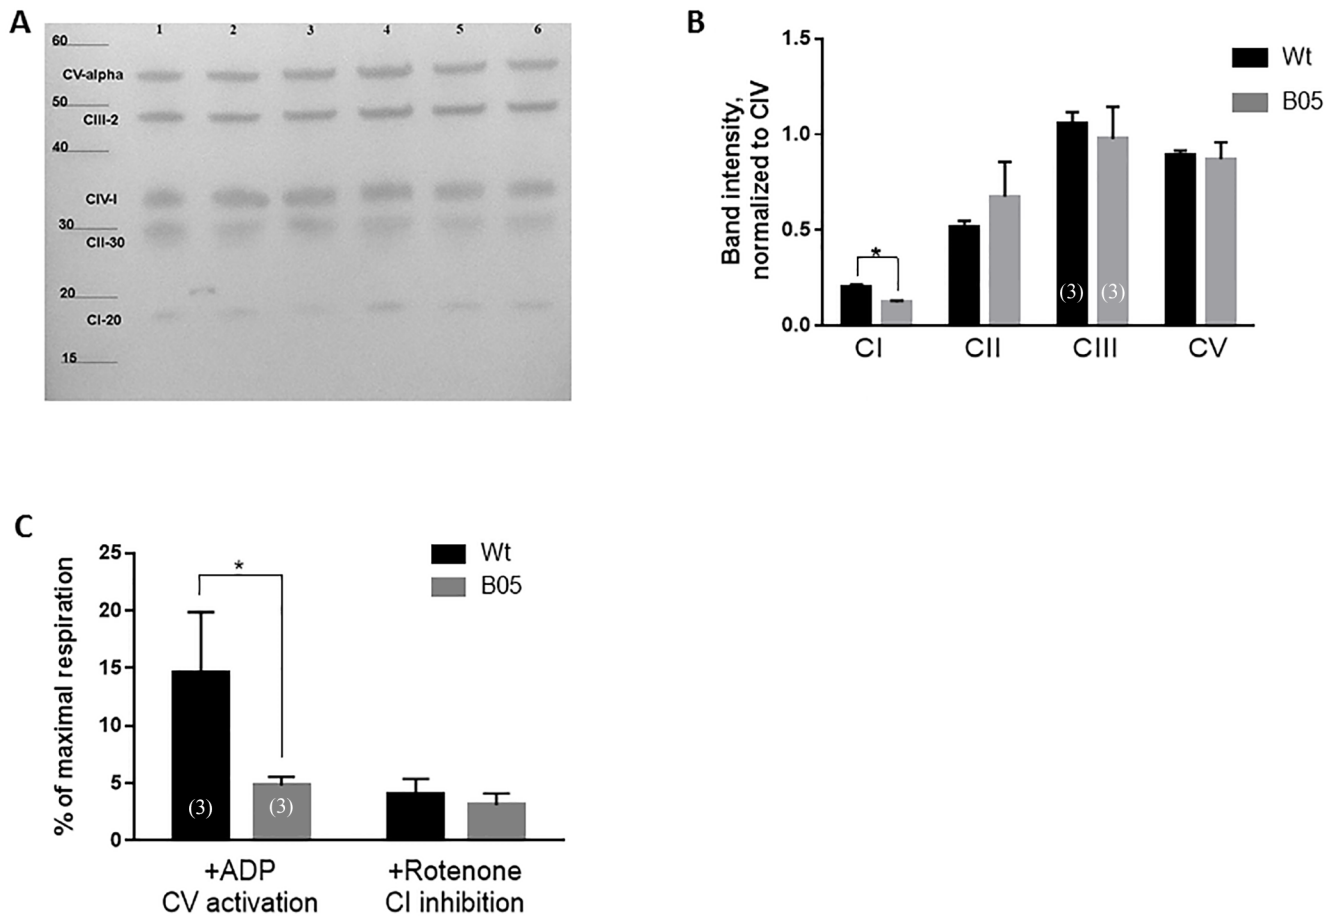 A
1 2 3 4 5 6
60
CV-alpha
50
CIII-2
40
CIV-I
30
CII-30
20
CI-20
15
B
Band intensity,
normalized to CIV
1.5
1.0
0.5
0.0
*
(3) (3)
CI CII CIII CV
Wt
B05
C
% of maximal respiration
25
20
15
10
5
0
*
(3) (3)
+ADP
CV activation
+Rotenone
CI inhibition
Wt
B05